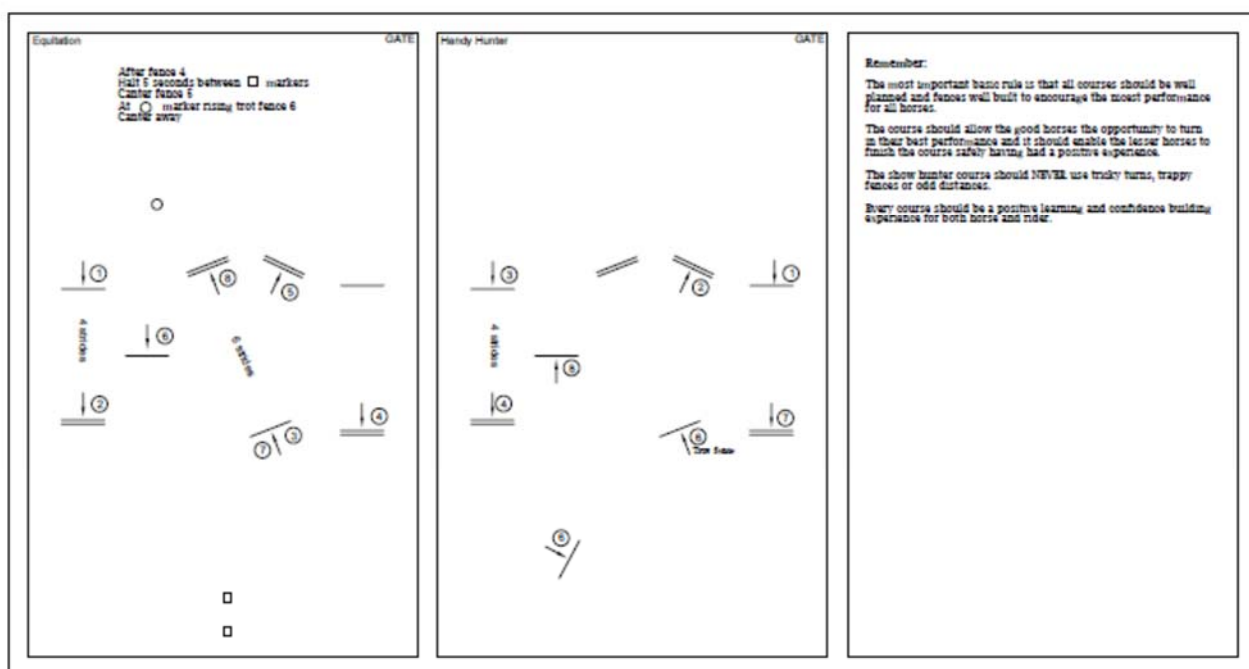 Equitation
GATE
After fence 4
Halt 5 seconds between markers
Canter fence 5
At marker rising trot fence 6
Canter away
1
8
5
4 strides
6
6 strides
2
7
3
4
Handy Hunter
GATE
3
2
1
4 strides
8
4
6
7
Trot fence
Remember:
The most important basic rule is that all courses should be well
planned and fences well built to encourage the performance
for all horses.
The course should allow the good horses the opportunity to turn
in their best performance and it should enable the lesser horses to
finish the course safely having had a positive experience.
The show hunter course should NEVER use tricky turns, trappy
fences or odd distances.
Every course should be a positive learning and confidence building
experience for both horse and rider.